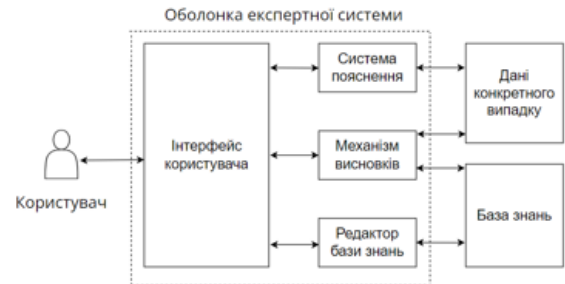 Оболонка експертної системи
Система
пояснення
Дані
конкретного
випадку
Інтерфейс
користувача
Механізм
висновків
Користувач
База знань
Редактор
бази знань